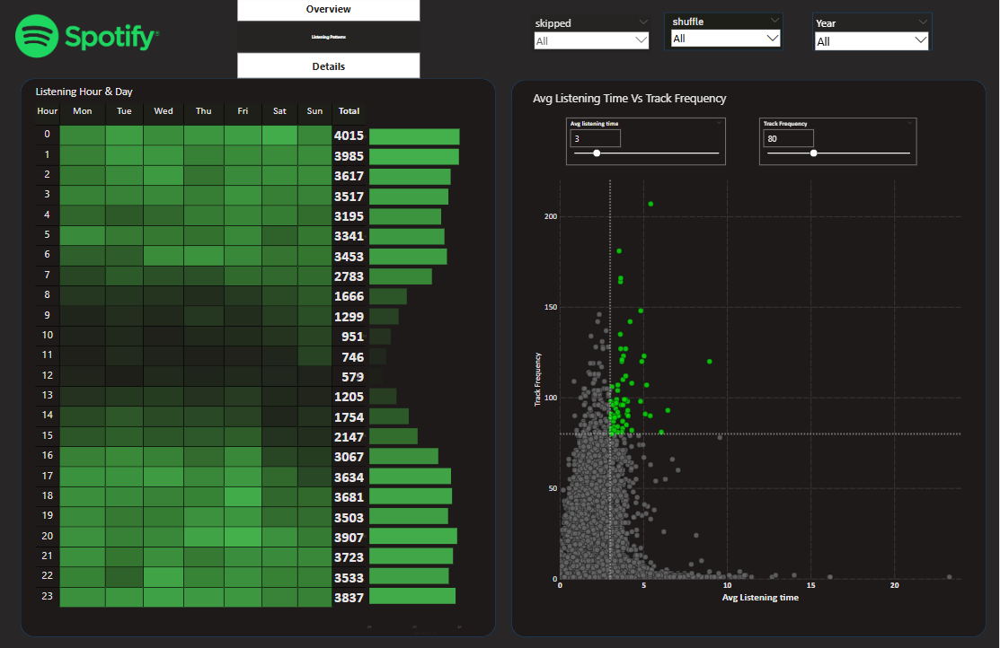 Spotify
Overview
Listening Patterns
Details
skipped
All
shuffle
All
Year
All
Listening Hour & Day
Hour Mon Tue Wed Thu Fri Sat Sun Total
0 4015
1 3985
2 3617
3 3517
4 3195
5 3341
6 3453
7 2783
8 1666
9 1299
10 951
11 746
12 579
13 1205
14 1754
15 2147
16 3067
17 3634
18 3681
19 3503
20 3907
21 3723
22 3533
23 3837
Avg Listening Time Vs Track Frequency
Avg listening time
3
Track Frequency
80
200
150
100
50
0
Track Frequency
0 5 10 15 20
Avg Listening time